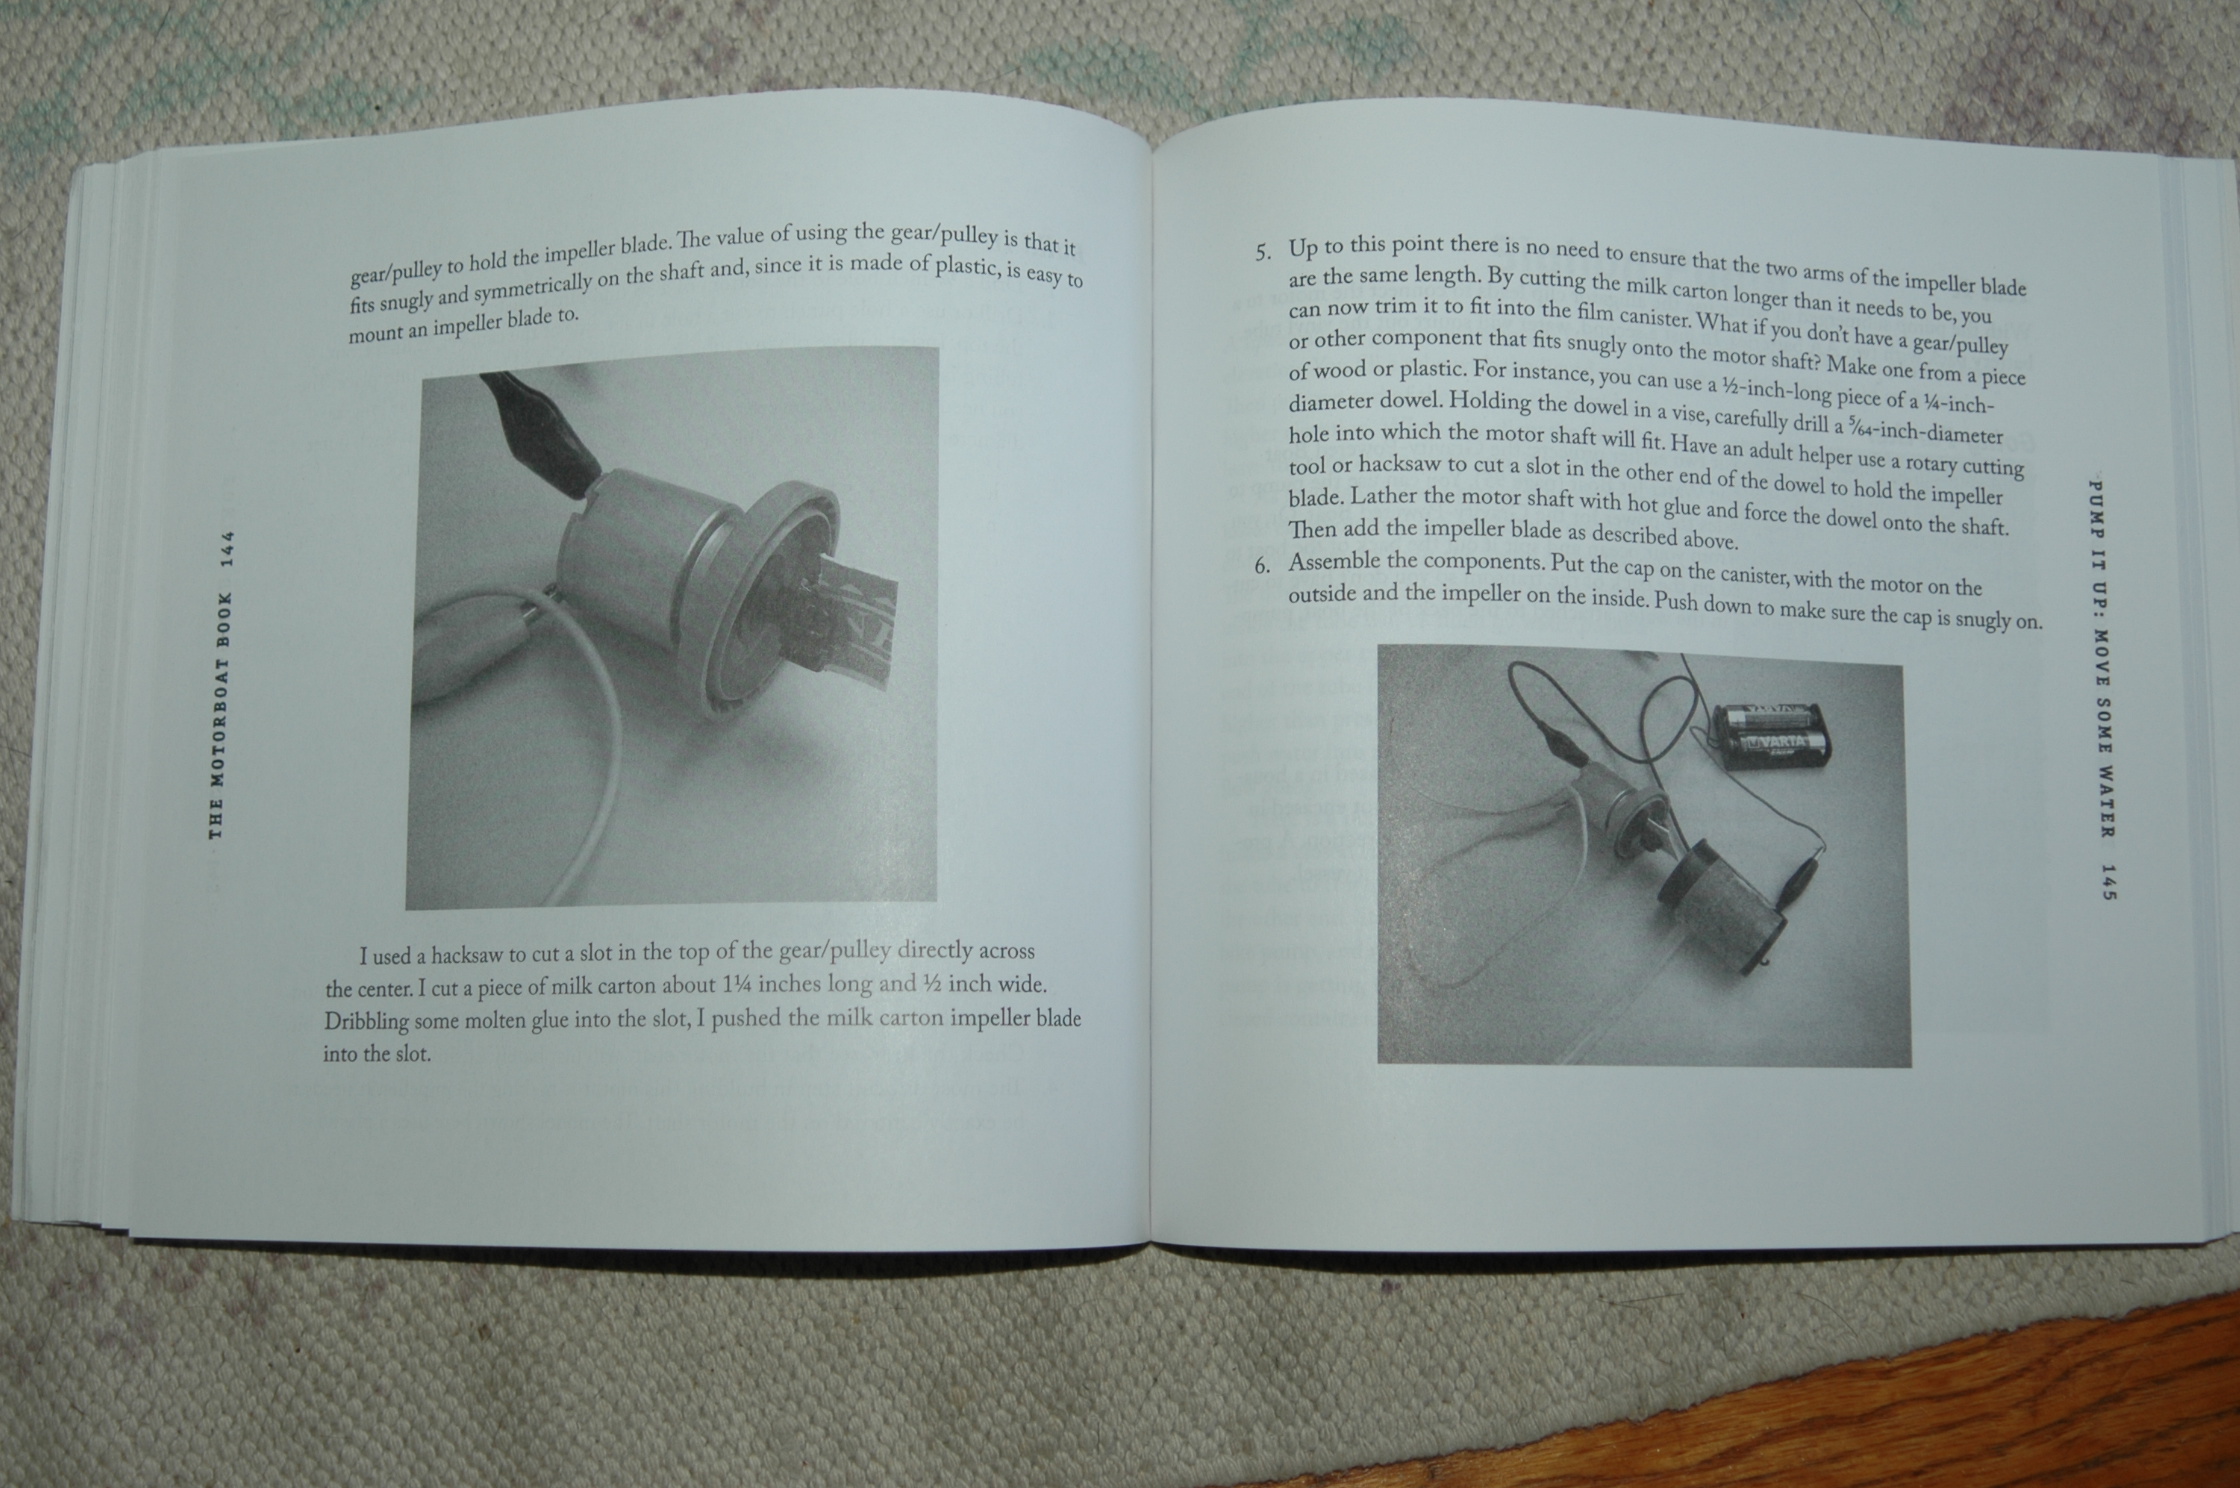 gear/pulley to hold the impeller blade. The value of using the gear/pulley is that it
fits snugly and symmetrically on the shaft and, since it is made of plastic, is easy to
mount an impeller blade to.
I used a hacksaw to cut a slot in the top of the gear/pulley directly across
the center. I cut a piece of milk carton about 1¼ inches long and ½ inch wide.
Dribbling some molten glue into the slot, I pushed the milk carton impeller blade
into the slot.
THE MOTORBOAT BOOK 144
5. Up to this point there is no need to ensure that the two arms of the impeller blade
are the same length. By cutting the milk carton longer than it needs to be, you
can now trim it to fit into the film canister. What if you don't have a gear/pulley
or other component that fits snugly onto the motor shaft? Make one from a piece
of wood or plastic. For instance, you can use a ½-inch-long piece of a ¼-inch-
diameter dowel. Holding the dowel in a vise, carefully drill a 5/64-inch-diameter
hole into which the motor shaft will fit. Have an adult helper use a rotary cutting
tool or hacksaw to cut a slot in the other end of the dowel to hold the impeller
blade. Lather the motor shaft with hot glue and force the dowel onto the shaft.
Then add the impeller blade as described above.
6. Assemble the components. Put the cap on the canister, with the motor on the
outside and the impeller on the inside. Push down to make sure the cap is snugly on.
VARTA
PUMP IT UP: MOVE SOME WATER 145